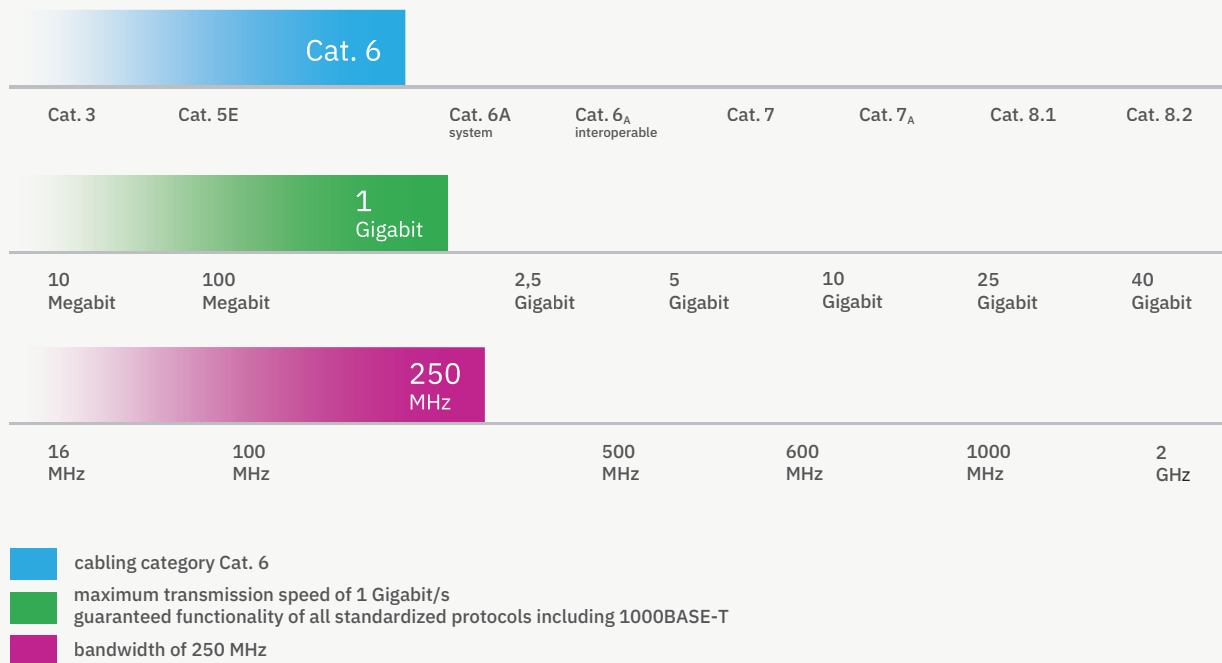 Cat. 6
Cat. 3 Cat. 5E Cat. 6A Cat. 6A Cat. 7 Cat. 7A Cat. 8.1 Cat. 8.2
system interoperable
1
Gigabit
10 100 2,5 5 10 25 40
Megabit Megabit Gigabit Gigabit Gigabit Gigabit Gigabit
250
MHz
16 100 500 600 1000 2
MHz MHz MHz MHz MHz GHz
cabling category Cat. 6
maximum transmission speed of 1 Gigabit/s
guaranteed functionality of all standardized protocols including 1000BASE-T
bandwidth of 250 MHz